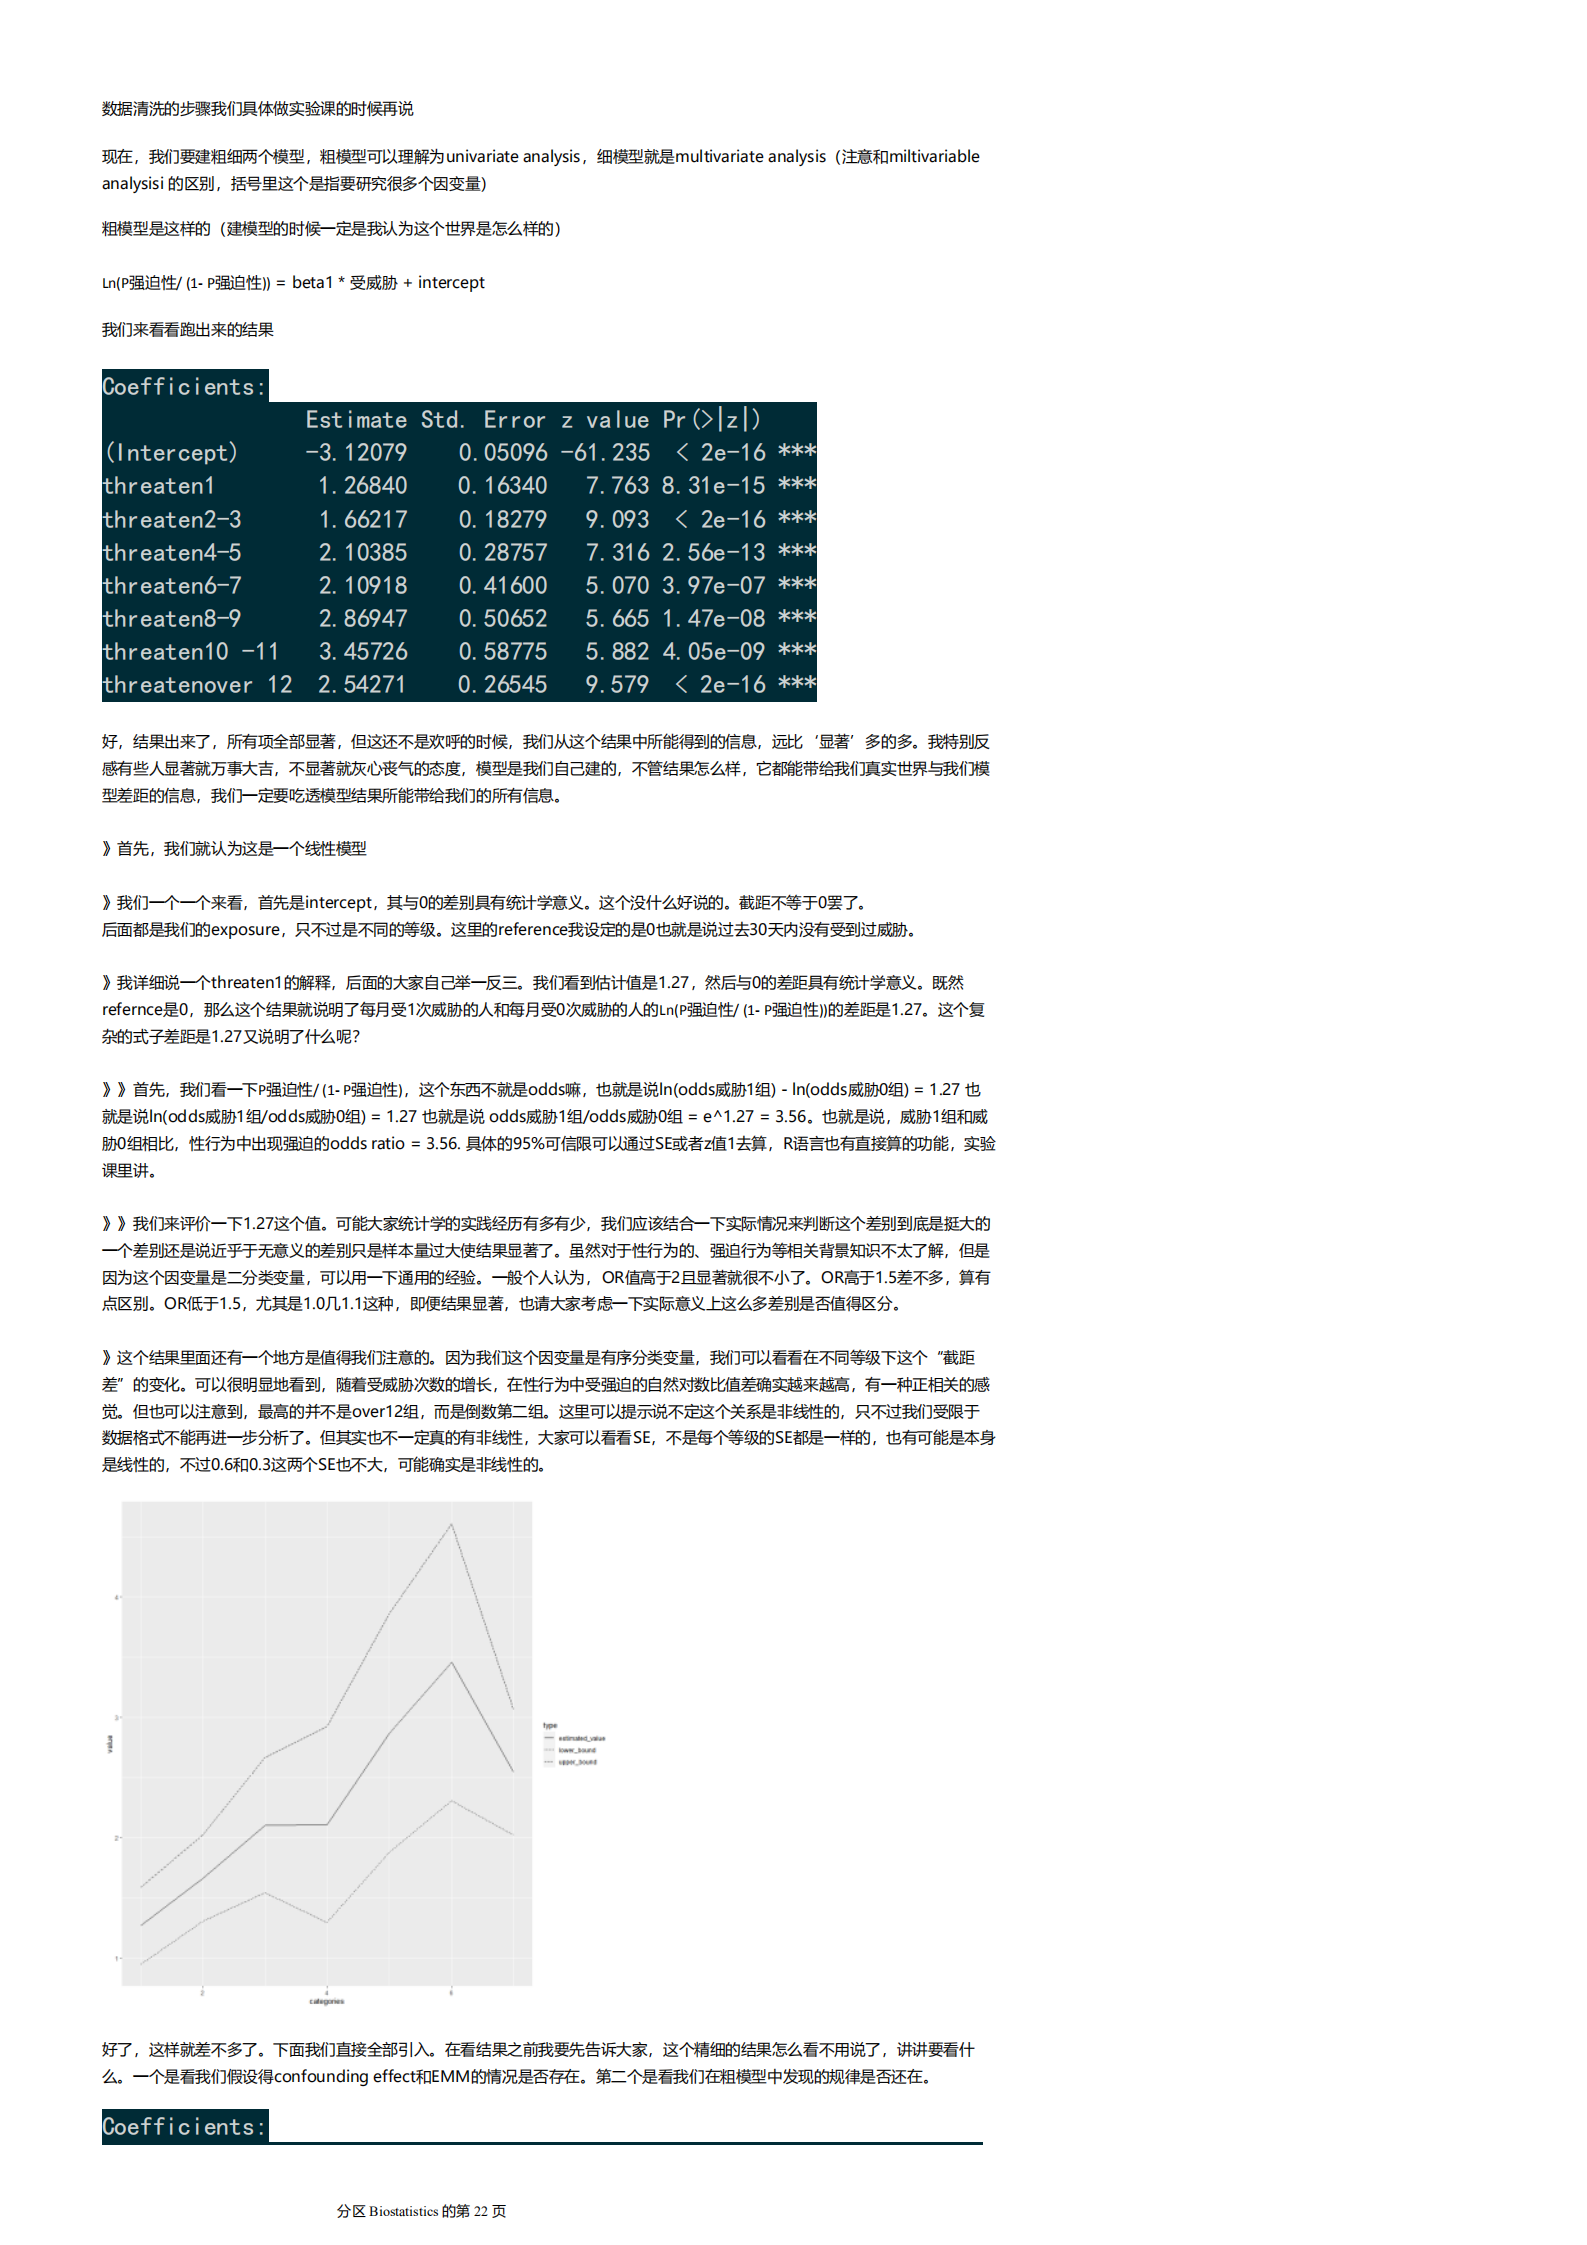 数据清洗的步骤我们具体做实验课的时候再说
现在，我们要建粗细两个模型，粗模型可以理解为univariate analysis，细模型就是multivariate analysis（注意和miltivariable
analysisi 的区别，括号里这个是指要研究很多个因变量)
粗模型是这样的（建模型的时候一定是我认为这个世界是怎么样的）
Ln(P强迫性/ (1- P强迫性)) = beta1 * 受威胁 + intercept
我们来看看跑出来的结果
Coefficients:
Estimate Std. Error z value Pr(>|z|)
(Intercept) -3.12079 0.05096 -61.235 < 2e-16 ***
threaten1 1.26840 0.16340 7.763 8.31e-15 ***
threaten2-3 1.66217 0.18279 9.093 < 2e-16 ***
threaten4-5 2.10385 0.28757 7.316 2.56e-13 ***
threaten6-7 2.10918 0.41600 5.070 3.97e-07 ***
threaten8-9 2.86947 0.50652 5.665 1.47e-08 ***
threaten10 -11 3.45726 0.58775 5.882 4.05e-09 ***
threatenover 12 2.54271 0.26545 9.579 < 2e-16 ***
好，结果出来了，所有项全部显著，但这还不是欢呼的时候，我们从这个结果中所能得到的信息，远比‘显著’多的多。我特别反
感有些人显著就万事大吉，不显著就灰心丧气的态度，模型是我们自己建的，不管结果怎么样，它都能带给我们真实世界与我们模
型差距的信息，我们一定要吃透模型结果所能带给我们的所有信息。
》首先，我们就认为这是一个线性模型
》我们一个一个来看，首先是intercept，其与0的差别具有统计学意义。这个没什么好说的。截距不等于0罢了。
后面都是我们的exposure，只不过是不同的等级。这里的reference我设定的是0也就是说过去30天内没有受到过威胁。
》我详细说一个threaten1的解释，后面的大家自己举一反三。我们看到估计值是1.27，然后与0的差距具有统计学意义。既然
refernce是0，那么这个结果就说明了每月受1次威胁的人和每月受0次威胁的人的Ln(P强迫性/ (1- P强迫性))的差距是1.27。这个复
杂的式子差距是1.27又说明了什么呢？
》》首先，我们看一下P强迫性/ (1- P强迫性)，这个东西不就是odds嘛，也就是说ln(odds威胁1组) - ln(odds威胁0组) = 1.27 也
就是说ln(odds威胁1组/odds威胁0组) = 1.27 也就是说 odds威胁1组/odds威胁0组 = e^1.27 = 3.56。也就是说，威胁1组和威
胁0组相比，性行为中出现强迫的odds ratio = 3.56. 具体的95%可信限可以通过SE或者z值1去算，R语言也有直接算的功能，实验
课里讲。
》》我们来评价一下1.27这个值。可能大家统计学的实践经历有多有少，我们应该结合一下实际情况来判断这个差别到底是挺大的
一个差别还是说近乎于无意义的差别只是样本量过大使结果显著了。虽然对于性行为的、强迫行为等相关背景知识不太了解，但是
因为这个因变量是二分类变量，可以用一下通用的经验。一般个人认为，OR值高于2且显著就很不小了。OR高于1.5差不多，算有
点区别。OR低于1.5，尤其是1.0几1.1这种，即便结果显著，也请大家考虑一下实际意义上这么多差别是否值得区分。
》这个结果里面还有一个地方是值得我们注意的。因为我们这个因变量是有序分类变量，我们可以看看在不同等级下这个“截距
差”的变化。可以很明显地看到，随着受威胁次数的增长，在性行为中受强迫的自然对数比值差确实越来越高，有一种正相关的感
觉。但也可以注意到，最高的并不是over12组，而是倒数第二组。这里可以提示说不定这个关系是非线性的，只不过我们受限于
数据格式不能再进一步分析了。但其实也不一定真的有非线性，大家可以看看SE，不是每个等级的SE都是一样的，也有可能是本身
是线性的，不过0.6和0.3这两个SE也不大，可能确实是非线性的。
4
3
2
1
value
2 4 6
categories
type
estimated_value
lower_bound
upper_bound
好了，这样就差不多了。下面我们直接全部引入。在看结果之前我要先告诉大家，这个精细的结果怎么看不用说了，讲讲要看什
么。一个是看我们假设得confounding effect和EMM的情况是否存在。第二个是看我们在粗模型中发现的规律是否还在。
Coefficients:
分区 Biostatistics 的第 22 页